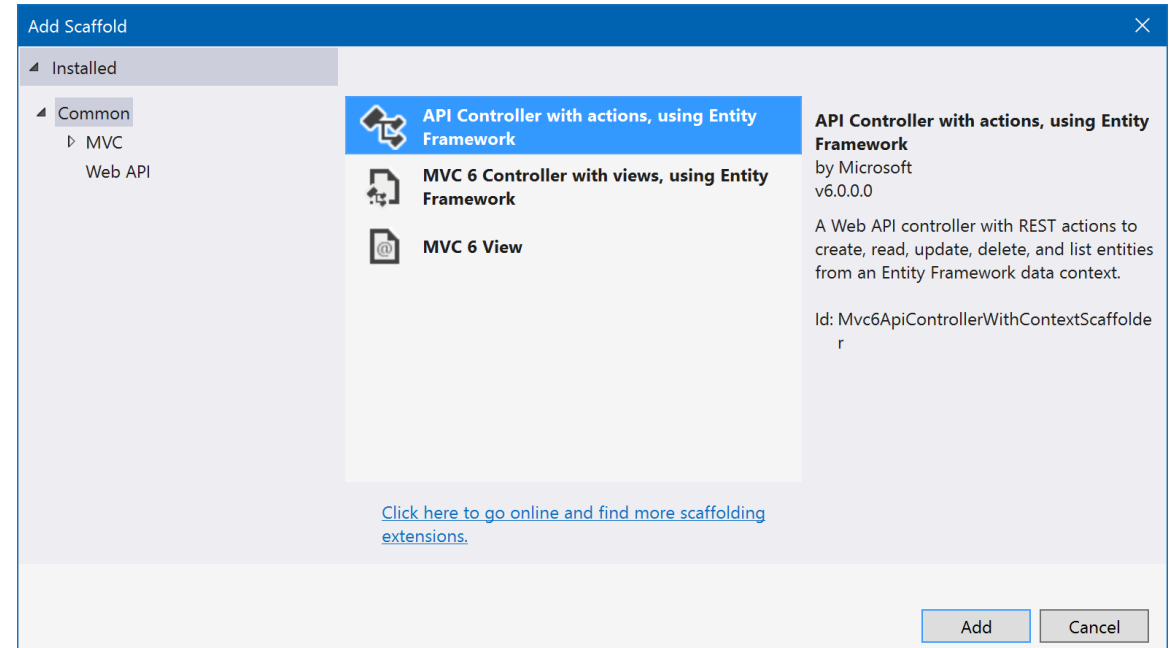 Add Scaffold
Installed
Common
MVC
Web API
API Controller with actions, using Entity
Framework
MVC 6 Controller with views, using Entity
Framework
MVC 6 View
Click here to go online and find more scaffolding
extensions.
API Controller with actions, using Entity
Framework
by Microsoft
v6.0.0.0
A Web API controller with REST actions to
create, read, update, delete, and list entities
from an Entity Framework data context.
Id: Mvc6ApiControllerWithContextScaffolde
r
Add
Cancel